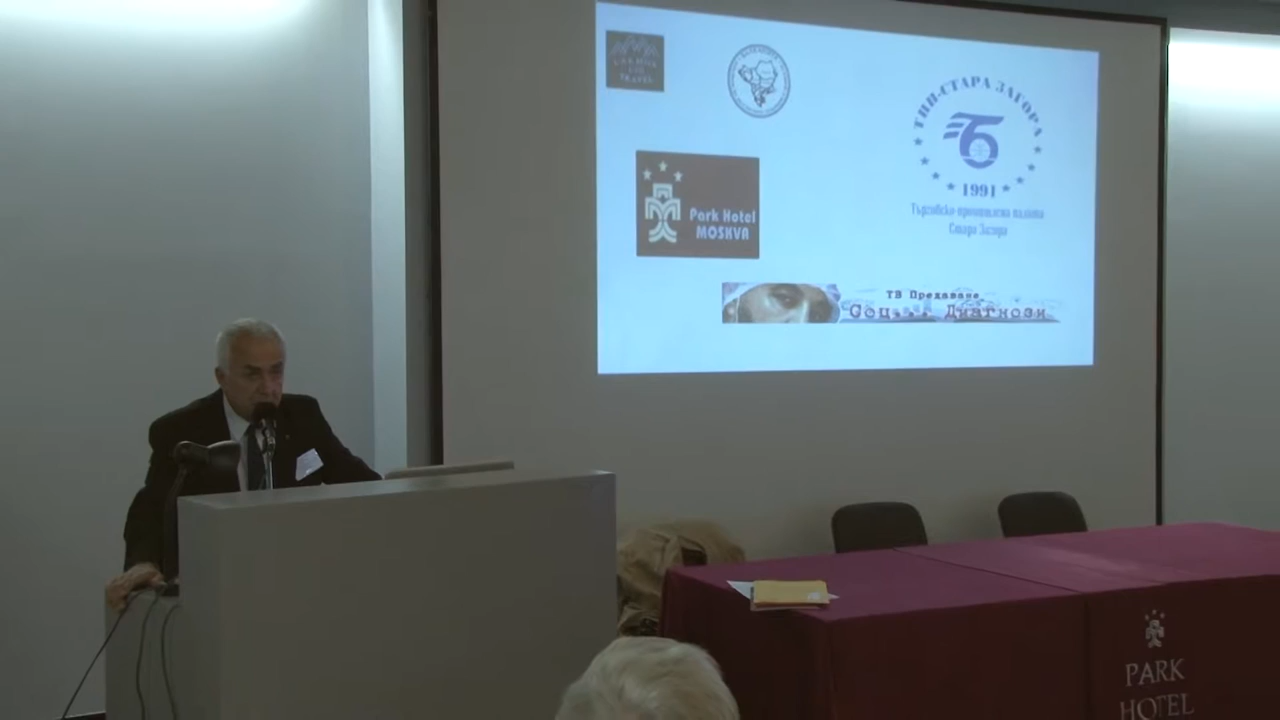 ТПП-СТАРА ЗАГОРА
1991
Търговско-промишлена палата
Стара Загора
Park Hotel
MOSKVA
ТВ Предаване
Соц... Диагнози
PARK
HOTEL